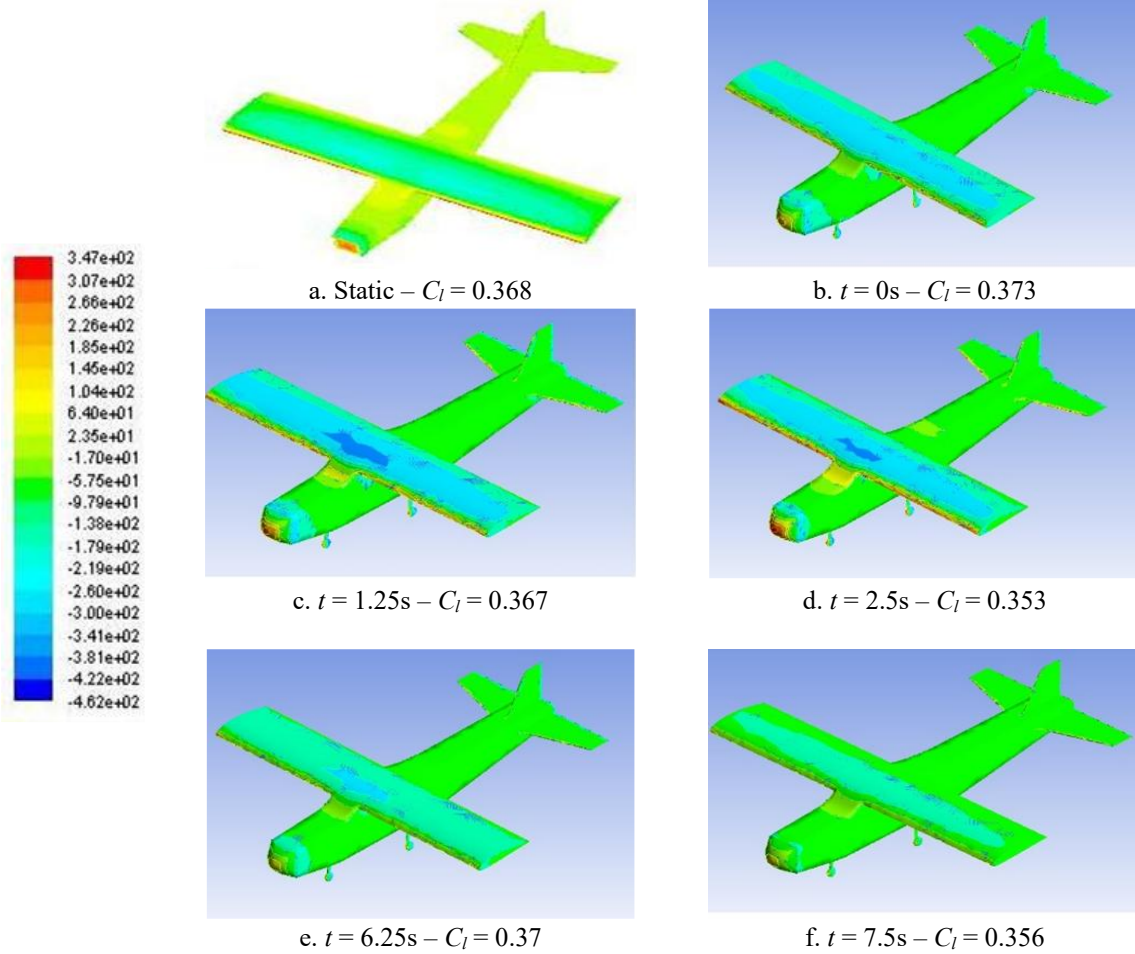 a. Static – Cl = 0.368
b. t = 0s – Cl = 0.373
3.47e+02
3.07e+02
2.66e+02
2.26e+02
1.85e+02
1.45e+02
1.04e+02
6.40e+01
2.35e+01
-1.70e+01
-5.75e+01
-9.79e+01
-1.38e+02
-1.79e+02
-2.19e+02
-2.60e+02
-3.00e+02
-3.41e+02
-3.81e+02
-4.22e+02
-4.62e+02
c. t = 1.25s – Cl = 0.367
d. t = 2.5s – Cl = 0.353
e. t = 6.25s – Cl = 0.37
f. t = 7.5s – Cl = 0.356